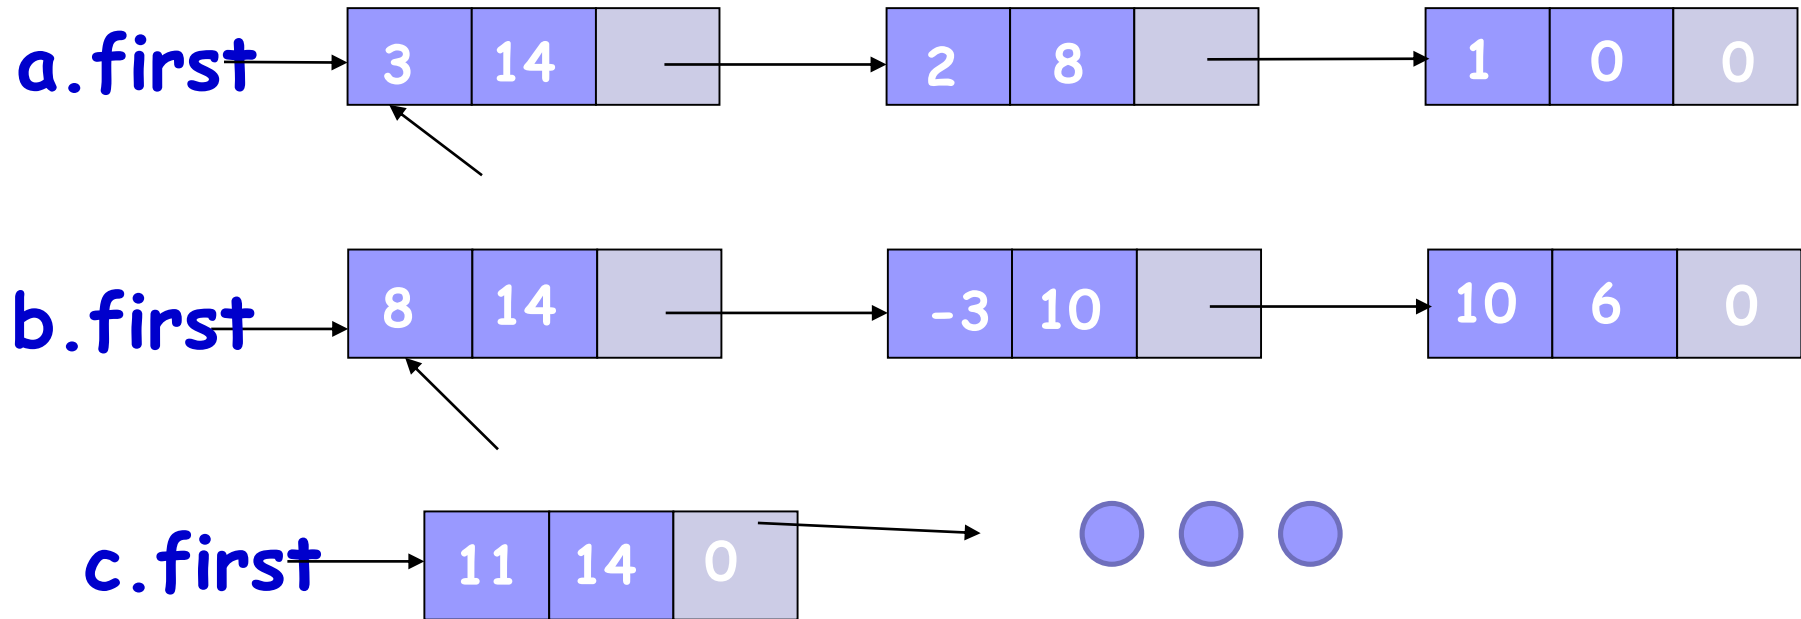 a.first 3 14 2 8 1 0 0
b.first 8 14 -3 10 10 6 0
c.first 11 14 0